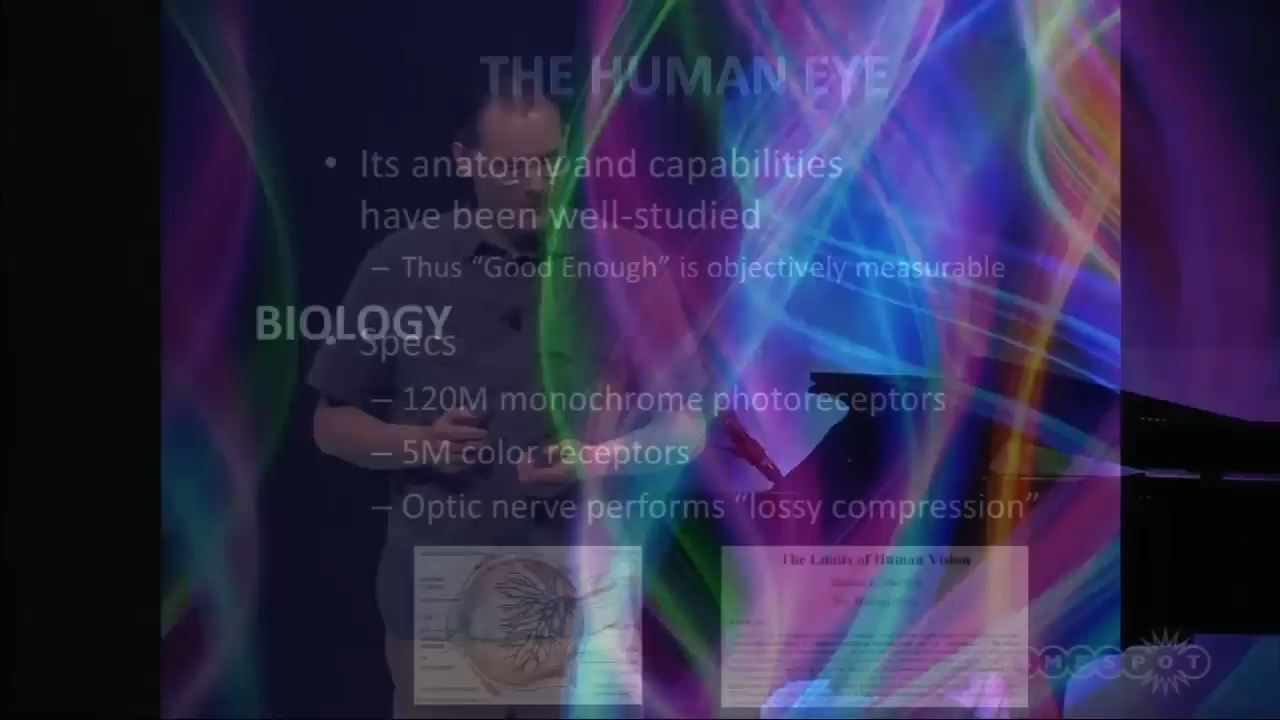 THE HUMAN EYE
• Its anatomy and capabilities
have been well-studied
– Thus “Good Enough” is objectively measurable
BIOLOGY
• Specs
– 120M monochrome photoreceptors
– 5M color receptors
– Optic nerve performs “lossy compression”
The Limits of Human Vision
GAMESPOT